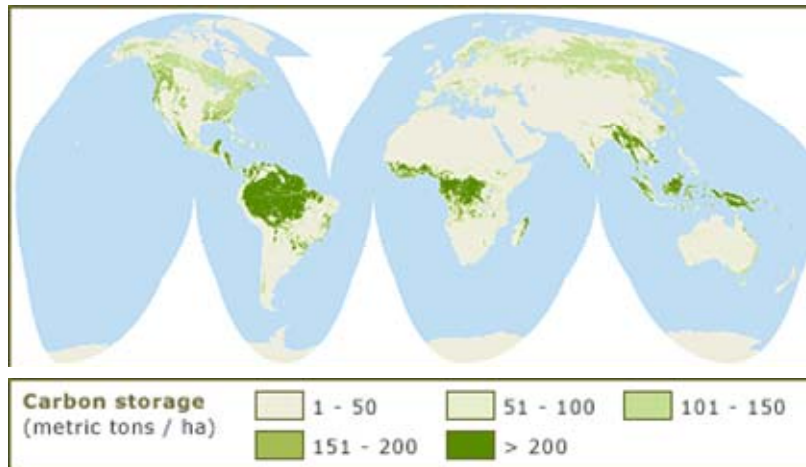 Carbon storage
(metric tons / ha)
1 - 50
51 - 100
101 - 150
151 - 200
> 200